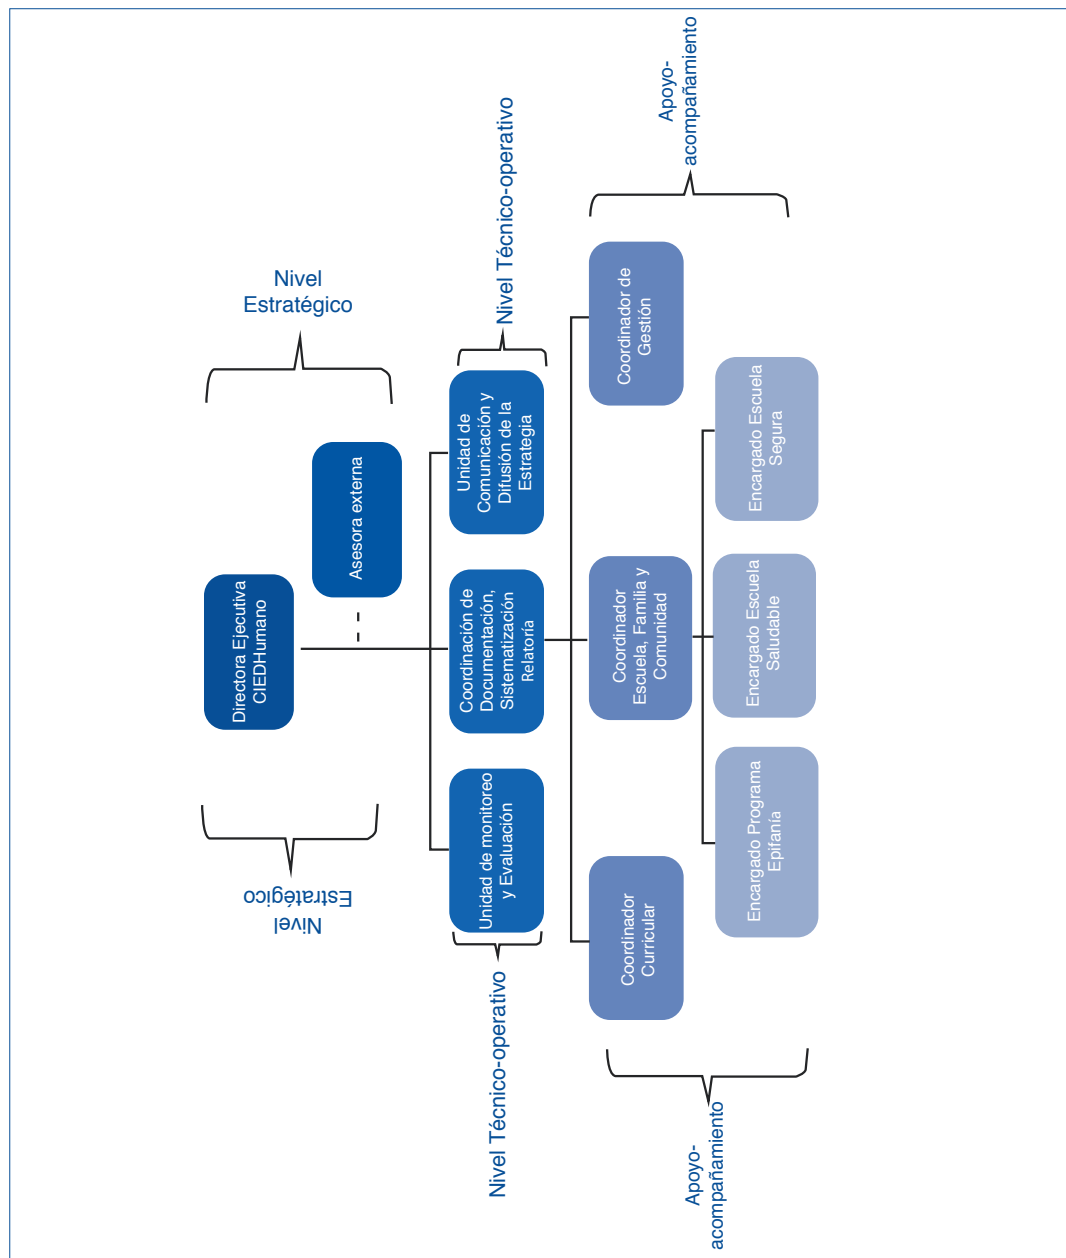 Nivel
Estratégico
Nivel
Estratégico
Directora Ejecutiva
CIEDHumano
Asesora externa
Nivel Técnico-operativo
Nivel Técnico-operativo
Unidad de monitoreo
y Evaluación
Coordinación de
Documentación,
Sistematización
Relatoría
Unidad de
Comunicación y
Difusión de la
Estrategia
Apoyo-
acompañamiento
Apoyo-
acompañamiento
Coordinador
Curricular
Coordinador
Escuela, Familia y
Comunidad
Coordinador de
Gestión
Encargado Programa
Epifanía
Encargado Escuela
Saludable
Encargado Escuela
Segura